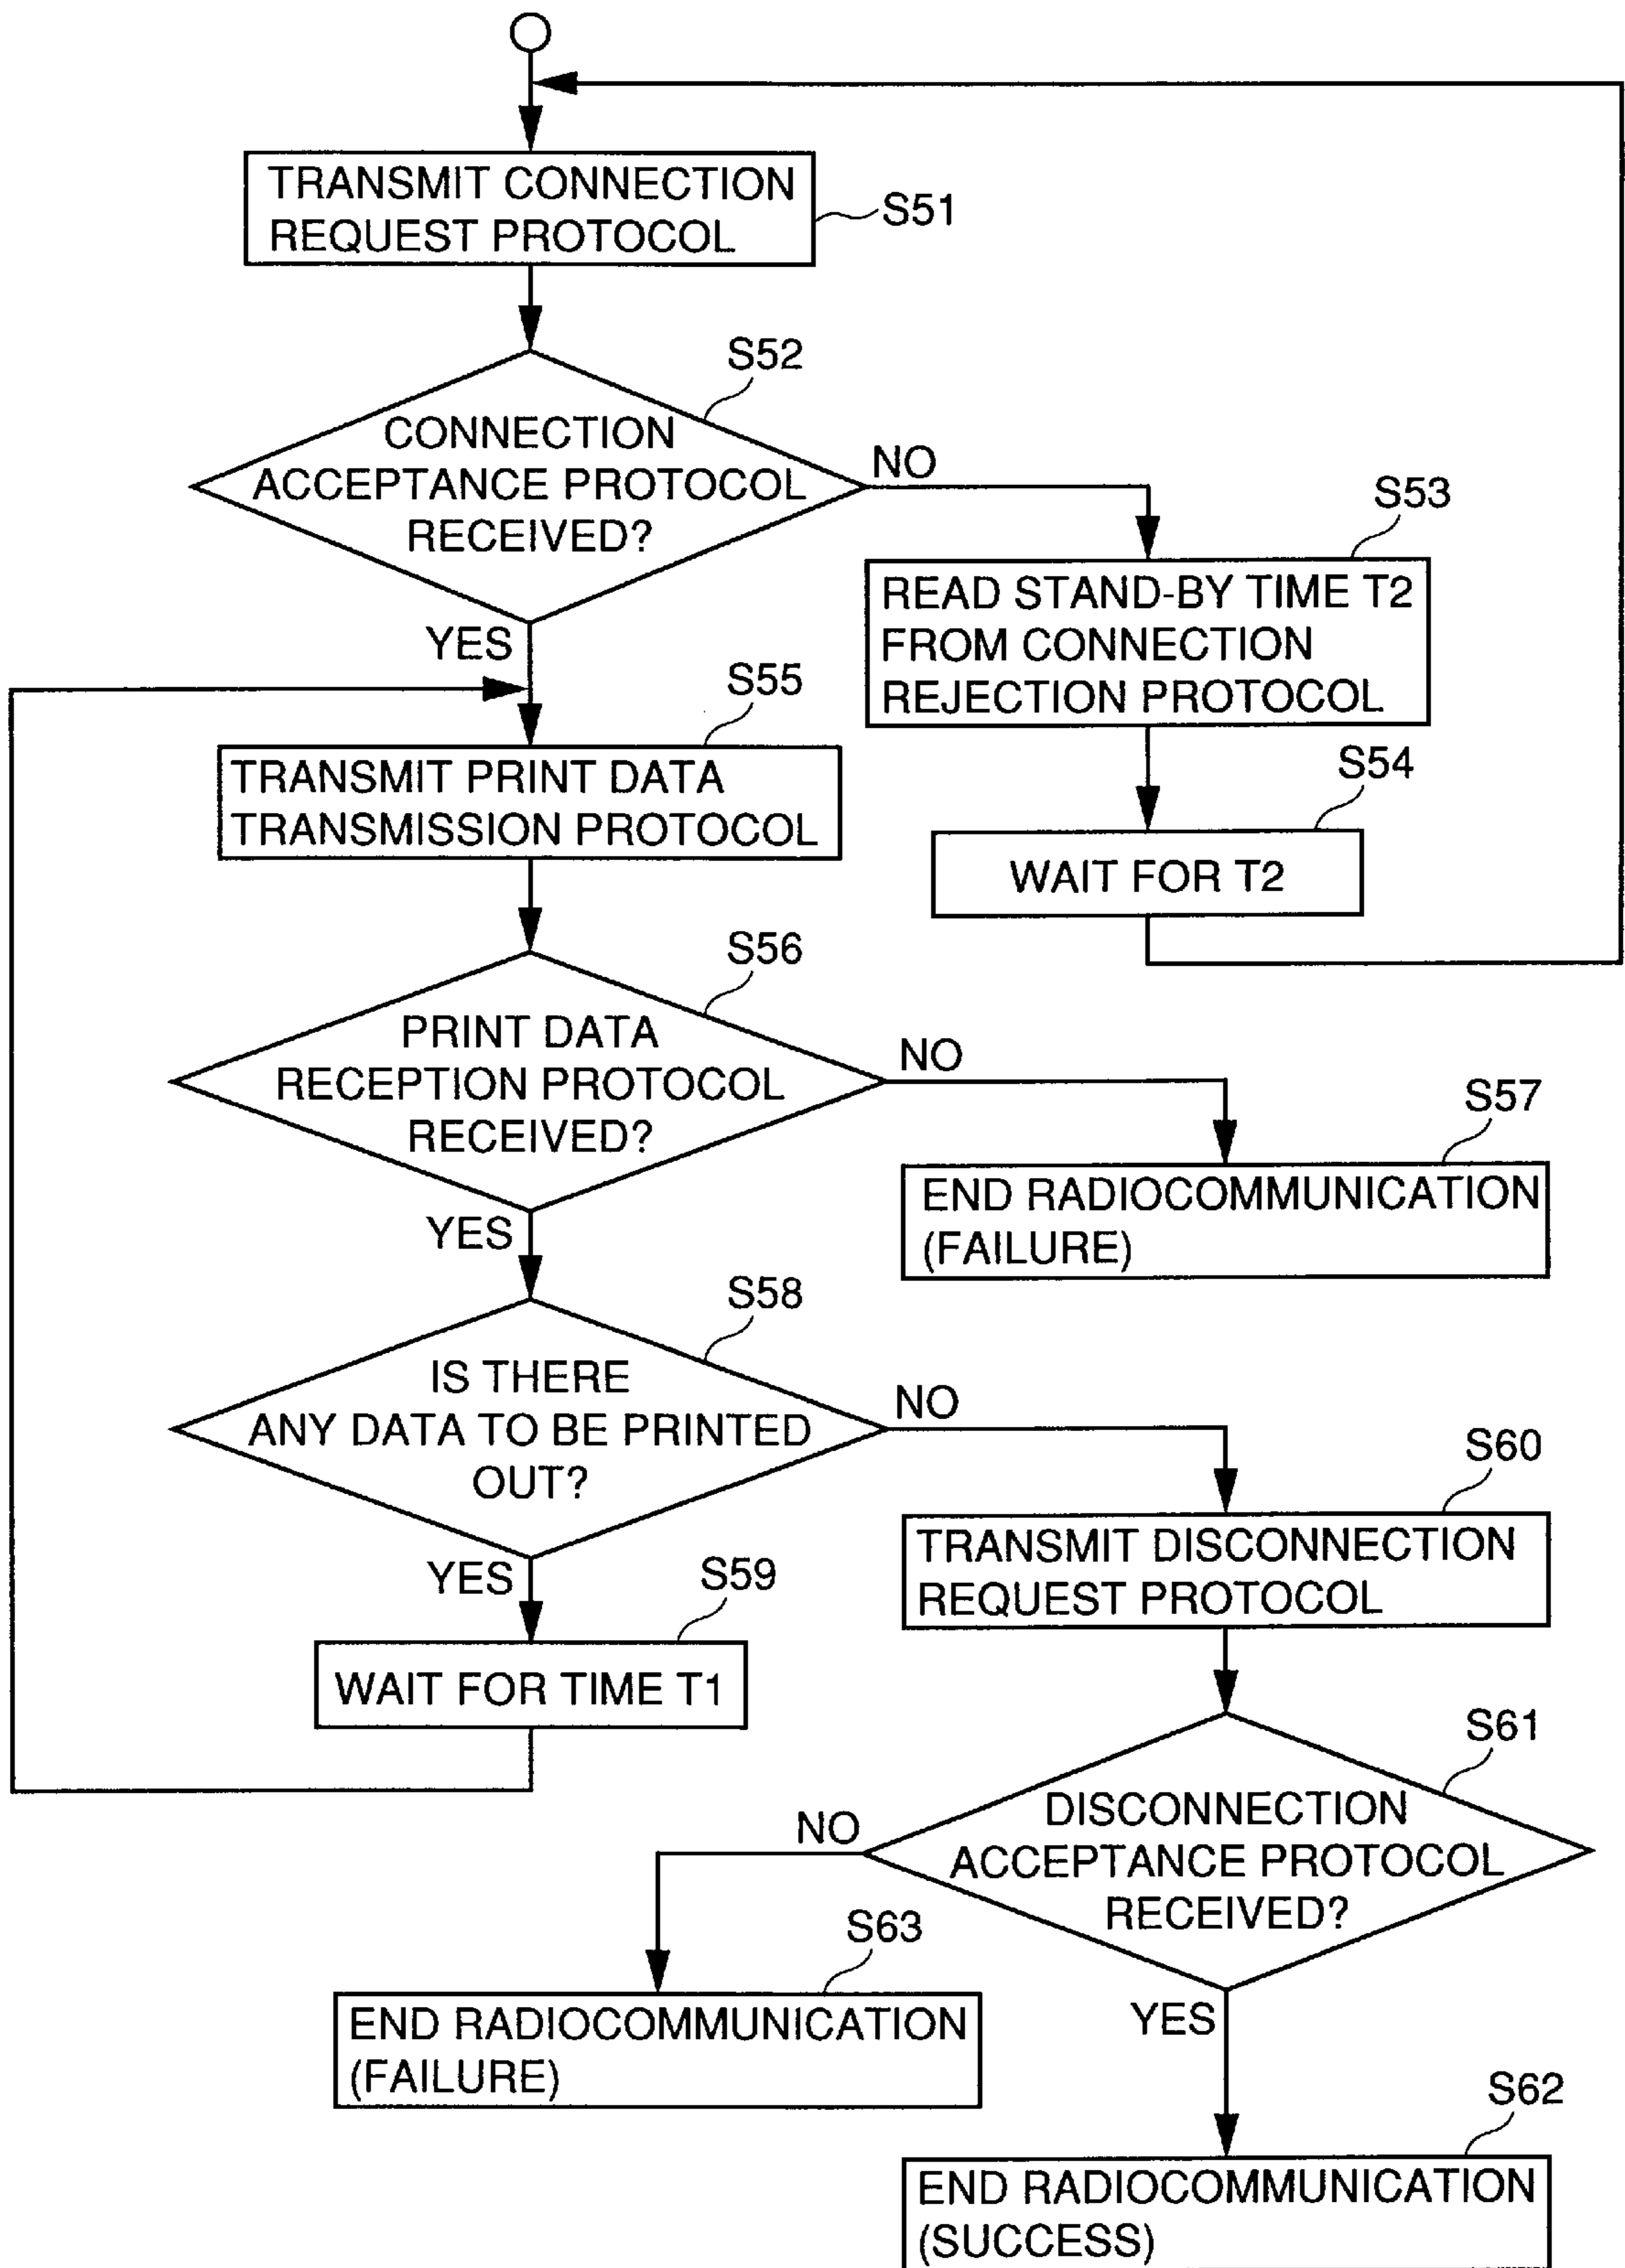 TRANSMIT CONNECTION
REQUEST PROTOCOL
S51
S52
CONNECTION
ACCEPTANCE PROTOCOL
RECEIVED?
NO
YES
S53
READ STAND-BY TIME T2
FROM CONNECTION
REJECTION PROTOCOL
S54
WAIT FOR T2
S55
TRANSMIT PRINT DATA
TRANSMISSION PROTOCOL
S56
PRINT DATA
RECEPTION PROTOCOL
RECEIVED?
NO
YES
S57
END RADIOCOMMUNICATION
(FAILURE)
S58
IS THERE
ANY DATA TO BE PRINTED
OUT?
NO
YES
S59
WAIT FOR TIME T1
S60
TRANSMIT DISCONNECTION
REQUEST PROTOCOL
S61
DISCONNECTION
ACCEPTANCE PROTOCOL
RECEIVED?
NO
YES
S63
END RADIOCOMMUNICATION
(FAILURE)
S62
END RADIOCOMMUNICATION
(SUCCESS)